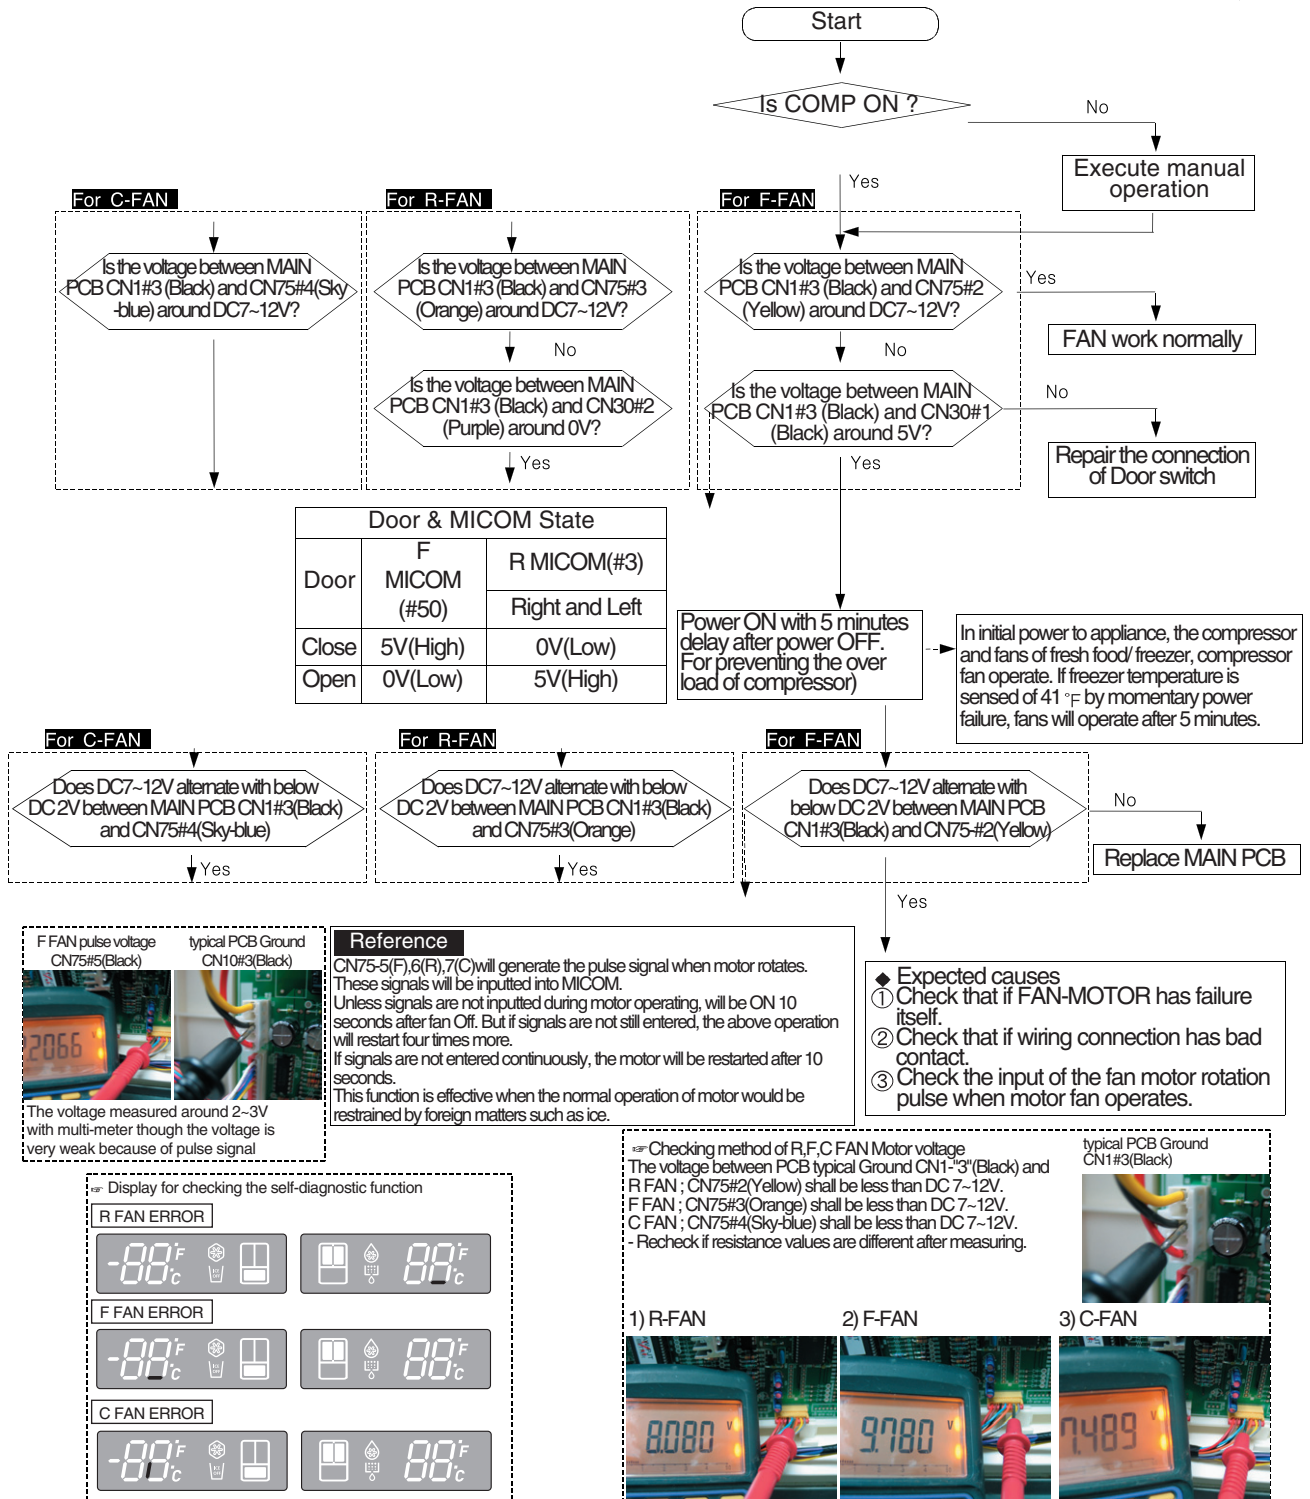 Start
Is COMP ON ?
No
Execute manual
operation
Yes
For C-FAN
Is the voltage between MAIN
PCB CN1#3 (Black) and CN75#4(Sky
-blue) around DC7~12V?
For R-FAN
Is the voltage between MAIN
PCB CN1#3 (Black) and CN75#3
(Orange) around DC7~12V?
No
Is the voltage between MAIN
PCB CN1#3 (Black) and CN30#2
(Purple) around 0V?
Yes
For F-FAN
Is the voltage between MAIN
PCB CN1#3 (Black) and CN75#2
(Yellow) around DC7~12V?
Yes
FAN work normally
No
Is the voltage between MAIN
PCB CN1#3 (Black) and CN30#1
(Black) around 5V?
No
Repair the connection
of Door switch
Yes
Door & MICOM State
Door
F
MICOM
(#50)
R MICOM(#3)
Right and Left
Close 5V(High) 0V(Low)
Open 0V(Low) 5V(High)
Power ON with 5 minutes
delay after power OFF.
For preventing the over
load of compressor)
In initial power to appliance, the compressor
and fans of fresh food/ freezer, compressor
fan operate. If freezer temperature is
sensed of 41 °F by momentary power
failure, fans will operate after 5 minutes.
For C-FAN
Does DC7~12V alternate with below
DC 2V between MAIN PCB CN1#3(Black)
and CN75#4(Sky-blue)
Yes
For R-FAN
Does DC7~12V alternate with below
DC 2V between MAIN PCB CN1#3(Black)
and CN75#3(Orange)
Yes
For F-FAN
Does DC7~12V alternate with
below DC 2V between MAIN PCB
CN1#3(Black) and CN75-#2(Yellow)
No
Replace MAIN PCB
Yes
F FAN pulse voltage
CN75#5(Black)
typical PCB Ground
CN10#3(Black)
.2066
The voltage measured around 2~3V
with multi-meter though the voltage is
very weak because of pulse signal
Reference
CN75-5(F),6(R),7(C)will generate the pulse signal when motor rotates.
These signals will be inputted into MICOM.
Unless signals are not inputted during motor operating, will be ON 10
seconds after fan Off. But if signals are not still entered, the above operation
will restart four times more.
If signals are not entered continuously, the motor will be restarted after 10
seconds.
This function is effective when the normal operation of motor would be
restrained by foreign matters such as ice.
◆ Expected causes
① Check that if FAN-MOTOR has failure
itself.
② Check that if wiring connection has bad
contact.
③ Check the input of the fan motor rotation
pulse when motor fan operates.
☞ Display for checking the self-diagnostic function
R FAN ERROR
-88°F °C
88°F °C
F FAN ERROR
-88°F °C
88°F °C
C FAN ERROR
-88°F °C
88°F °C
☞ Checking method of R,F,C FAN Motor voltage
The voltage between PCB typical Ground CN1-"3"(Black) and
R FAN ; CN75#2(Yellow) shall be less than DC 7~12V.
F FAN ; CN75#3(Orange) shall be less than DC 7~12V.
C FAN ; CN75#4(Sky-blue) shall be less than DC 7~12V.
- Recheck if resistance values are different after measuring.
typical PCB Ground
CN1#3(Black)
1) R-FAN
8.080 V
2) F-FAN
9.780 V
3) C-FAN
7.489 V